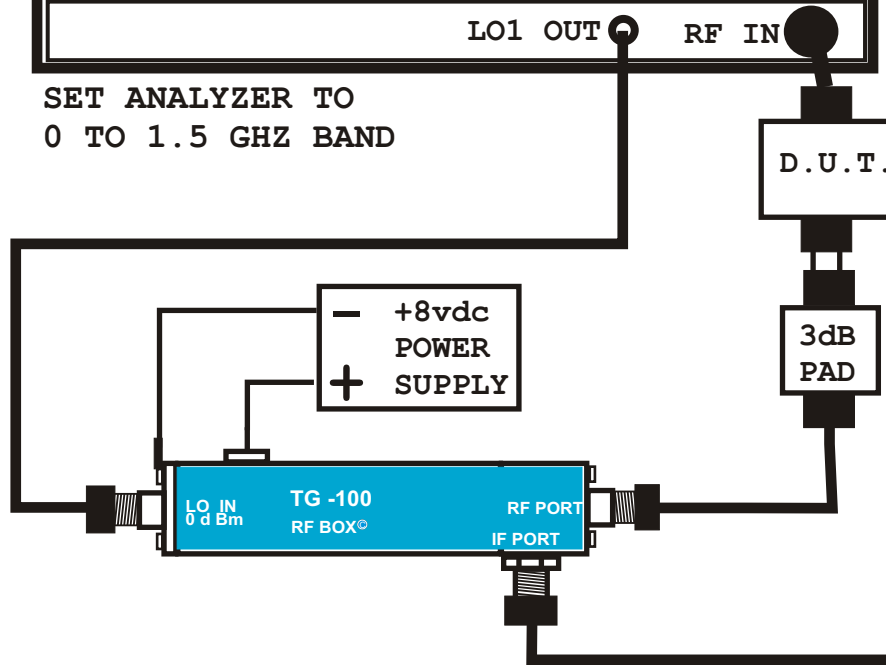 LO1 OUT
RF IN
SET ANALYZER TO
0 TO 1.5 GHZ BAND
D.U.T.
- +8vdc
POWER
+ SUPPLY
3dB
PAD
LO IN
0 d Bm
TG -100
RF BOX©
RF PORT
IF PORT